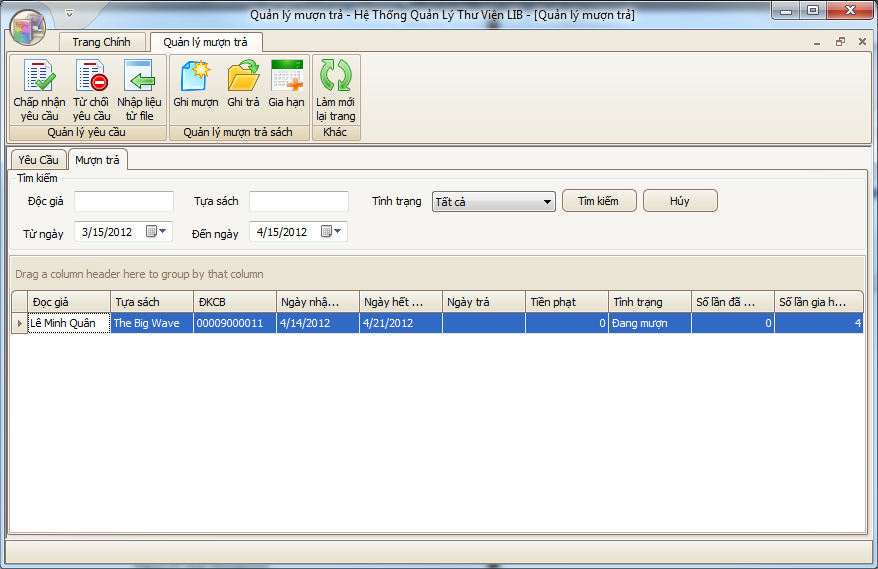 Quản lý mượn trả - Hệ Thống Quản Lý Thư Viện LIB - [Quản lý mượn trả]
Trang Chính
Quản lý mượn trả
Chấp nhận yêu cầu
Từ chối yêu cầu
Nhập liệu từ file
Ghi mượn
Ghi trả
Gia hạn
Làm mới lại trang
Quản lý yêu cầu
Quản lý mượn trả sách
Khác
Yêu Cầu
Mượn trả
Tìm kiếm
Độc giả
Tựa sách
Tình trạng
Tất cả
Tìm kiếm
Hủy
Từ ngày
3/15/2012
Đến ngày
4/15/2012
Drag a column header here to group by that column
Đọc giả Tựa sách ĐKCB Ngày nhậ... Ngày hết ... Ngày trả Tiền phạt Tình trạng Số lần đã ... Số lần gia h...
Lê Minh Quân The Big Wave 00009000011 4/14/2012 4/21/2012 0 Đang mượn 0 4